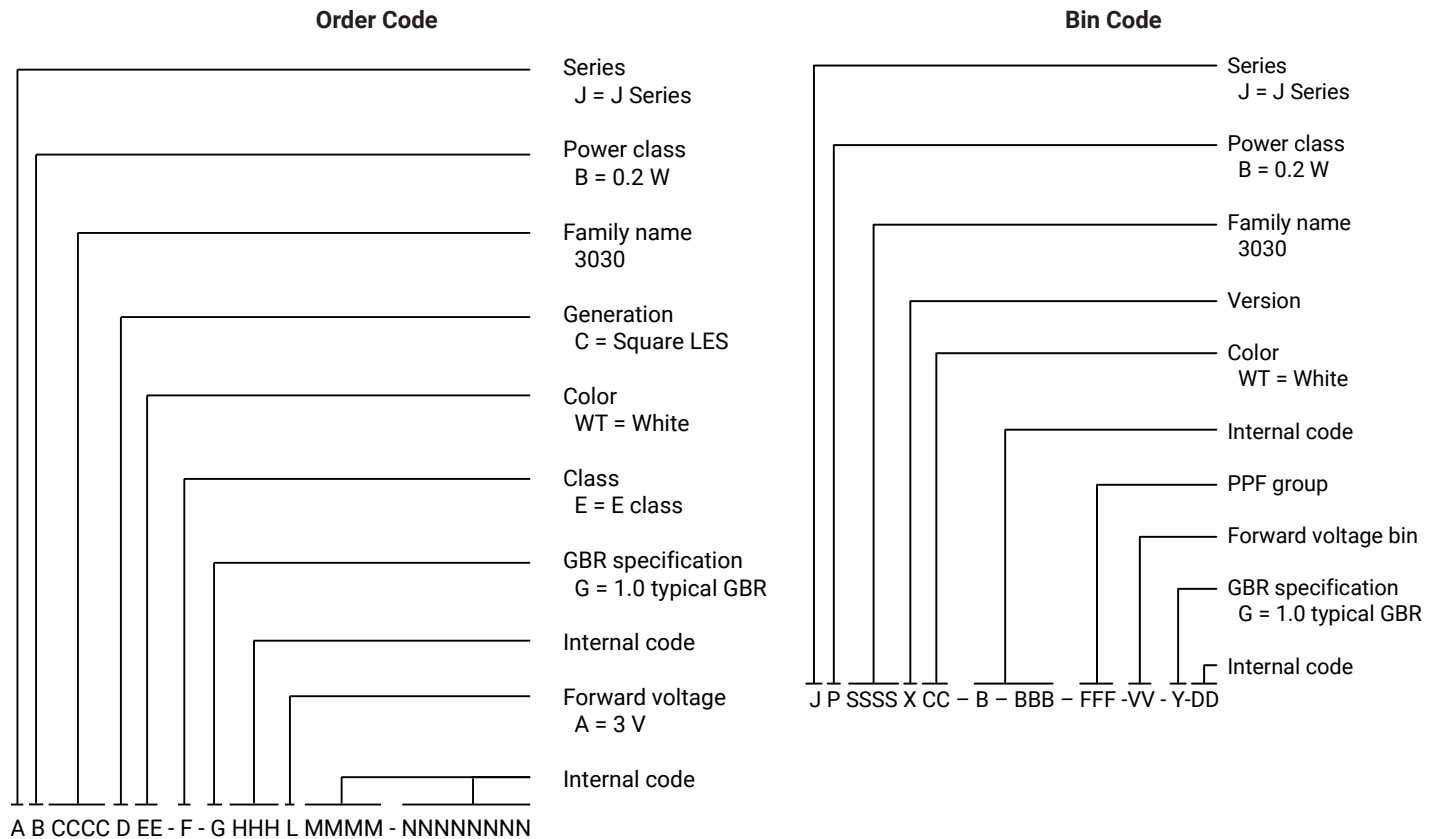 Order Code
Series
J = J Series
Power class
B = 0.2 W
Family name
3030
Generation
C = Square LES
Color
WT = White
Class
E = E class
GBR specification
G = 1.0 typical GBR
Internal code
Forward voltage
A = 3 V
Internal code
A B CCCC D EE - F - G HHH L MMMM - NNNNNNNN
Bin Code
Series
J = J Series
Power class
B = 0.2 W
Family name
3030
Version
Color
WT = White
Internal code
PPF group
Forward voltage bin
GBR specification
G = 1.0 typical GBR
Internal code
J P SSSS X CC – B – BBB – FFF -VV - Y-DD